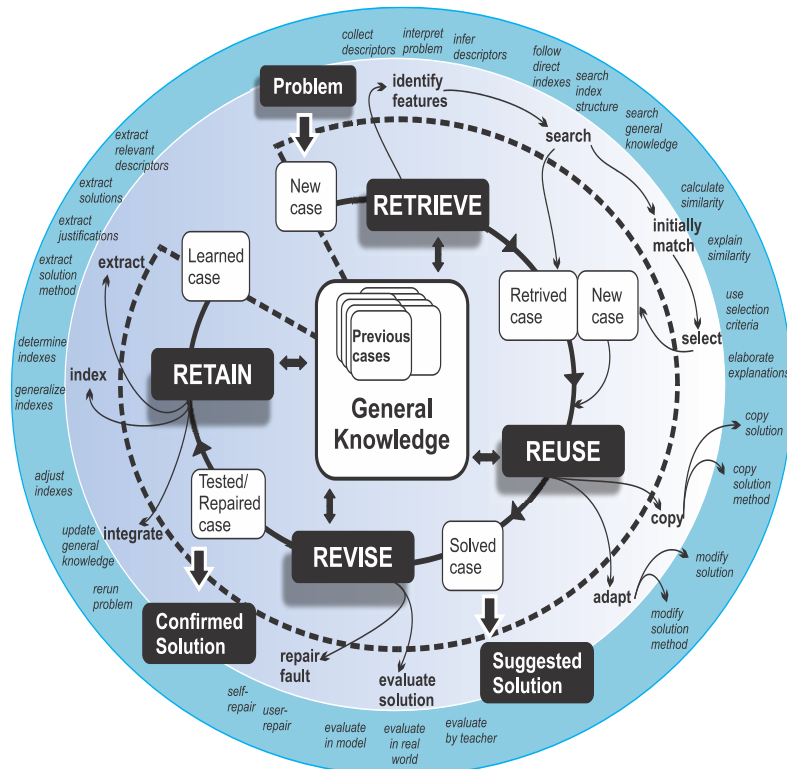 collect
descriptors
interpret
problem
infer
descriptors
follow
direct
indexes
search
index
structure
search
general
knowledge
calculate
similarity
explain
similarity
use
selection
criteria
elaborate
explanations
copy
solution
copy
solution
method
modify
solution
modify
solution
method
evaluate
by teacher
evaluate
in real
world
evaluate
in model
user-
repair
self-
repair
rerun
problem
update
general
knowledge
adjust
indexes
generalize
indexes
determine
indexes
extract
solution
method
extract
justifications
extract
solutions
extract
relevant
descriptors
Problem
identify
features
search
initially
match
select
New
case
RETRIEVE
Retrived
case
New
case
REUSE
copy
adapt
Solved
case
Suggested
Solution
REVISE
evaluate
solution
repair
fault
Tested/
Repaired
case
Confirmed
Solution
RETAIN
integrate
index
extract
Learned
case
Previous
cases
General
Knowledge